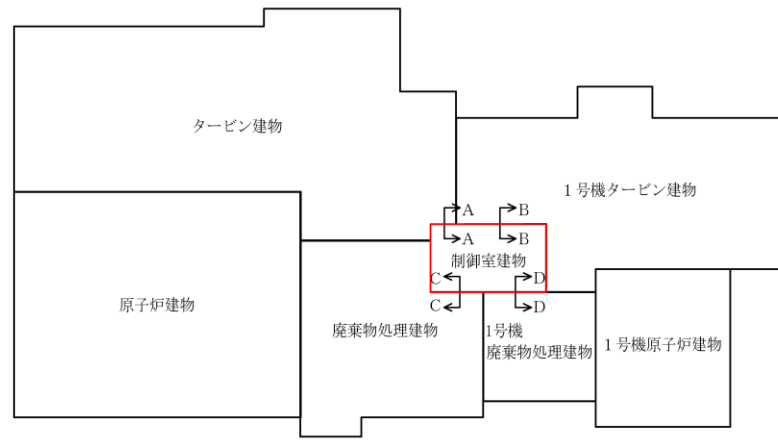 タービン建物
1号機タービン建物
A
B
A
B
制御室建物
C
D
原子炉建物
C
D
廃棄物処理建物
1号機
廃棄物処理建物
1号機原子炉建物